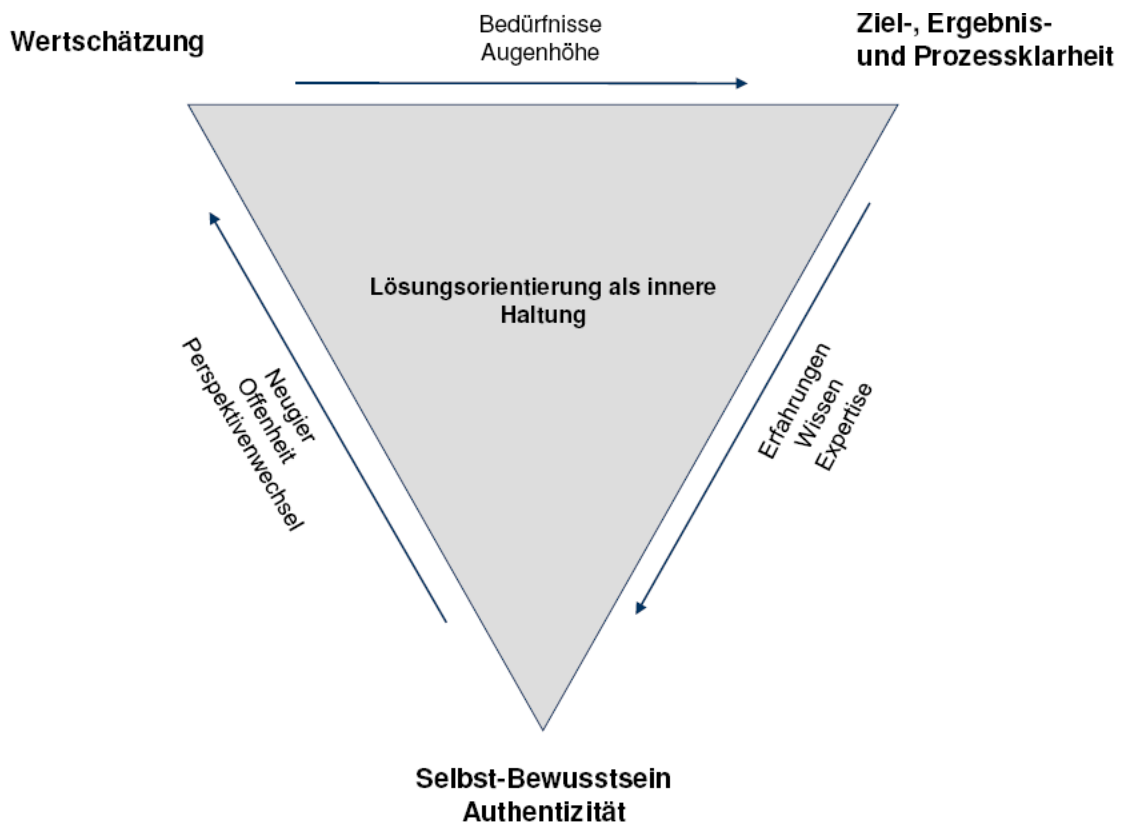 Wertschätzung
Bedürfnisse
Augenhöhe
Ziel-, Ergebnis-
und Prozessklarheit
Lösungsorientierung als innere
Haltung
Neugier
Offenheit
Perspektivenwechsel
Erfahrungen
Wissen
Expertise
Selbst-Bewusstsein
Authentizität